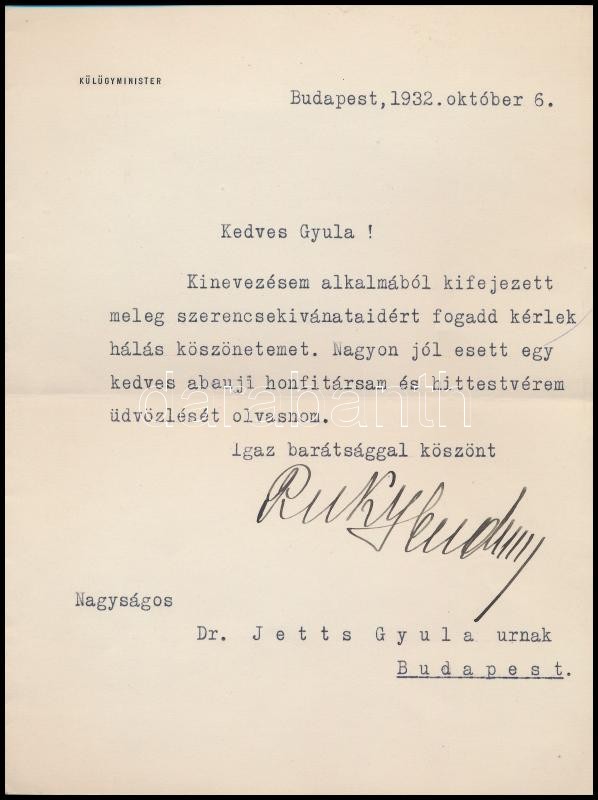 KÜLÜGYMINISTER
Budapest, 1932. október 6.
Kedves Gyula !
Kinevezésem alkalmából kifejezett
meleg szerencsekivánataidért fogadd kérlek
hálás köszönetemet. Nagyon jól esett egy
kedves abauji honfitársam és hittestvérem
üdvözlését olvasnom.
Igaz barátsággal köszönt
Nagyságos
Dr. Jetts Gyula urnak
Budapest.
darabanth